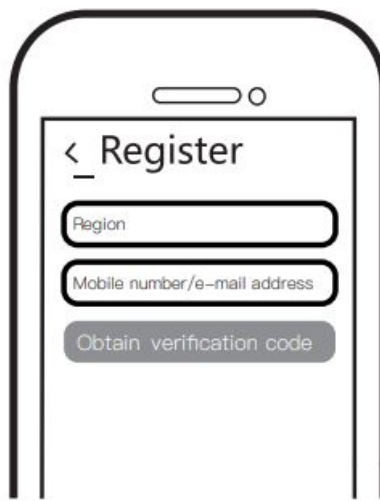 < Register
Region
Mobile number/e-mail address
Obtain verification code